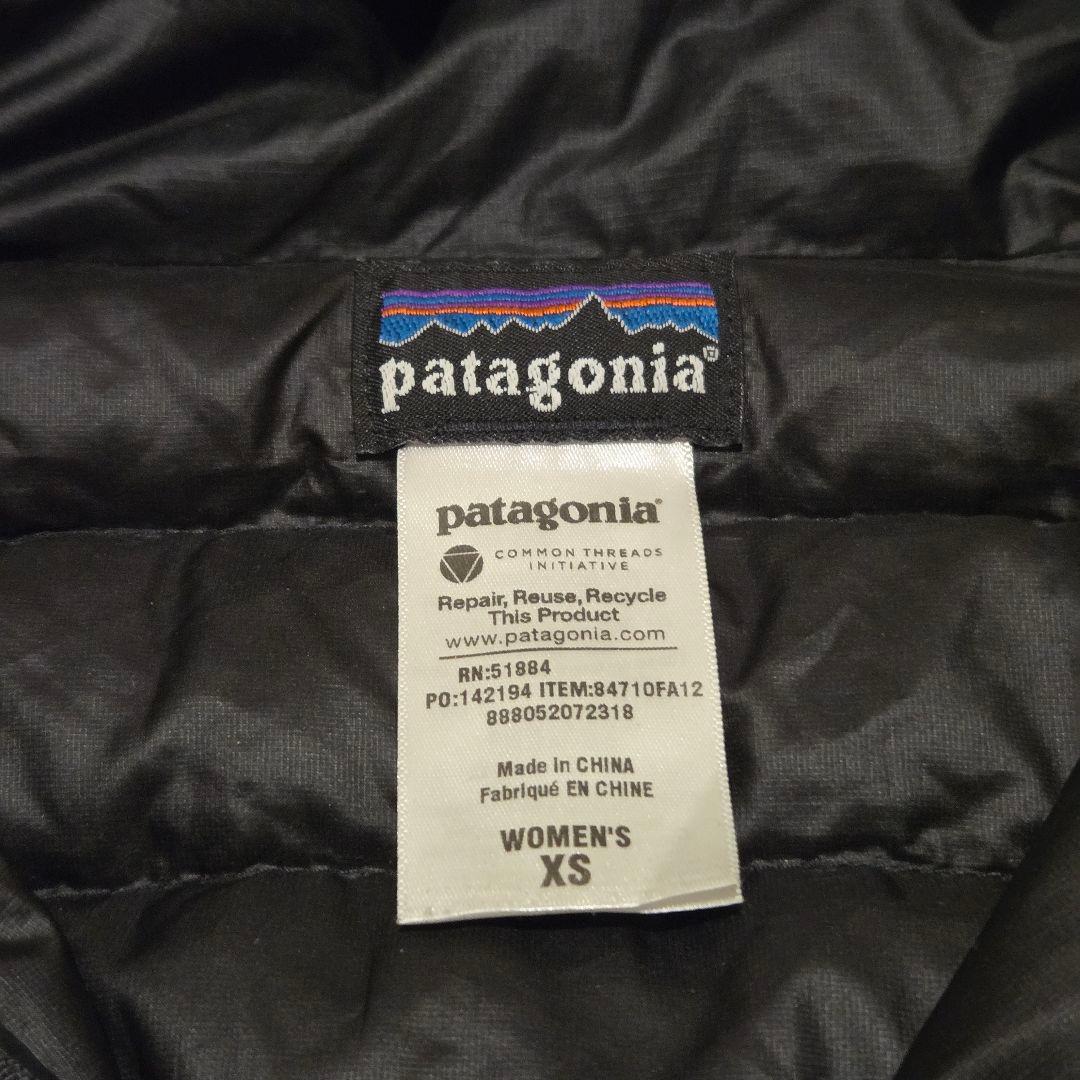 patagonia®
patagonia®
COMMON THREADS
INITIATIVE
Repair, Reuse, Recycle
This Product
www.patagonia.com
RN:51884
PO:142194 ITEM:84710FA12
888052072318
Made in CHINA
Fabriqué EN CHINE
WOMEN'S
XS